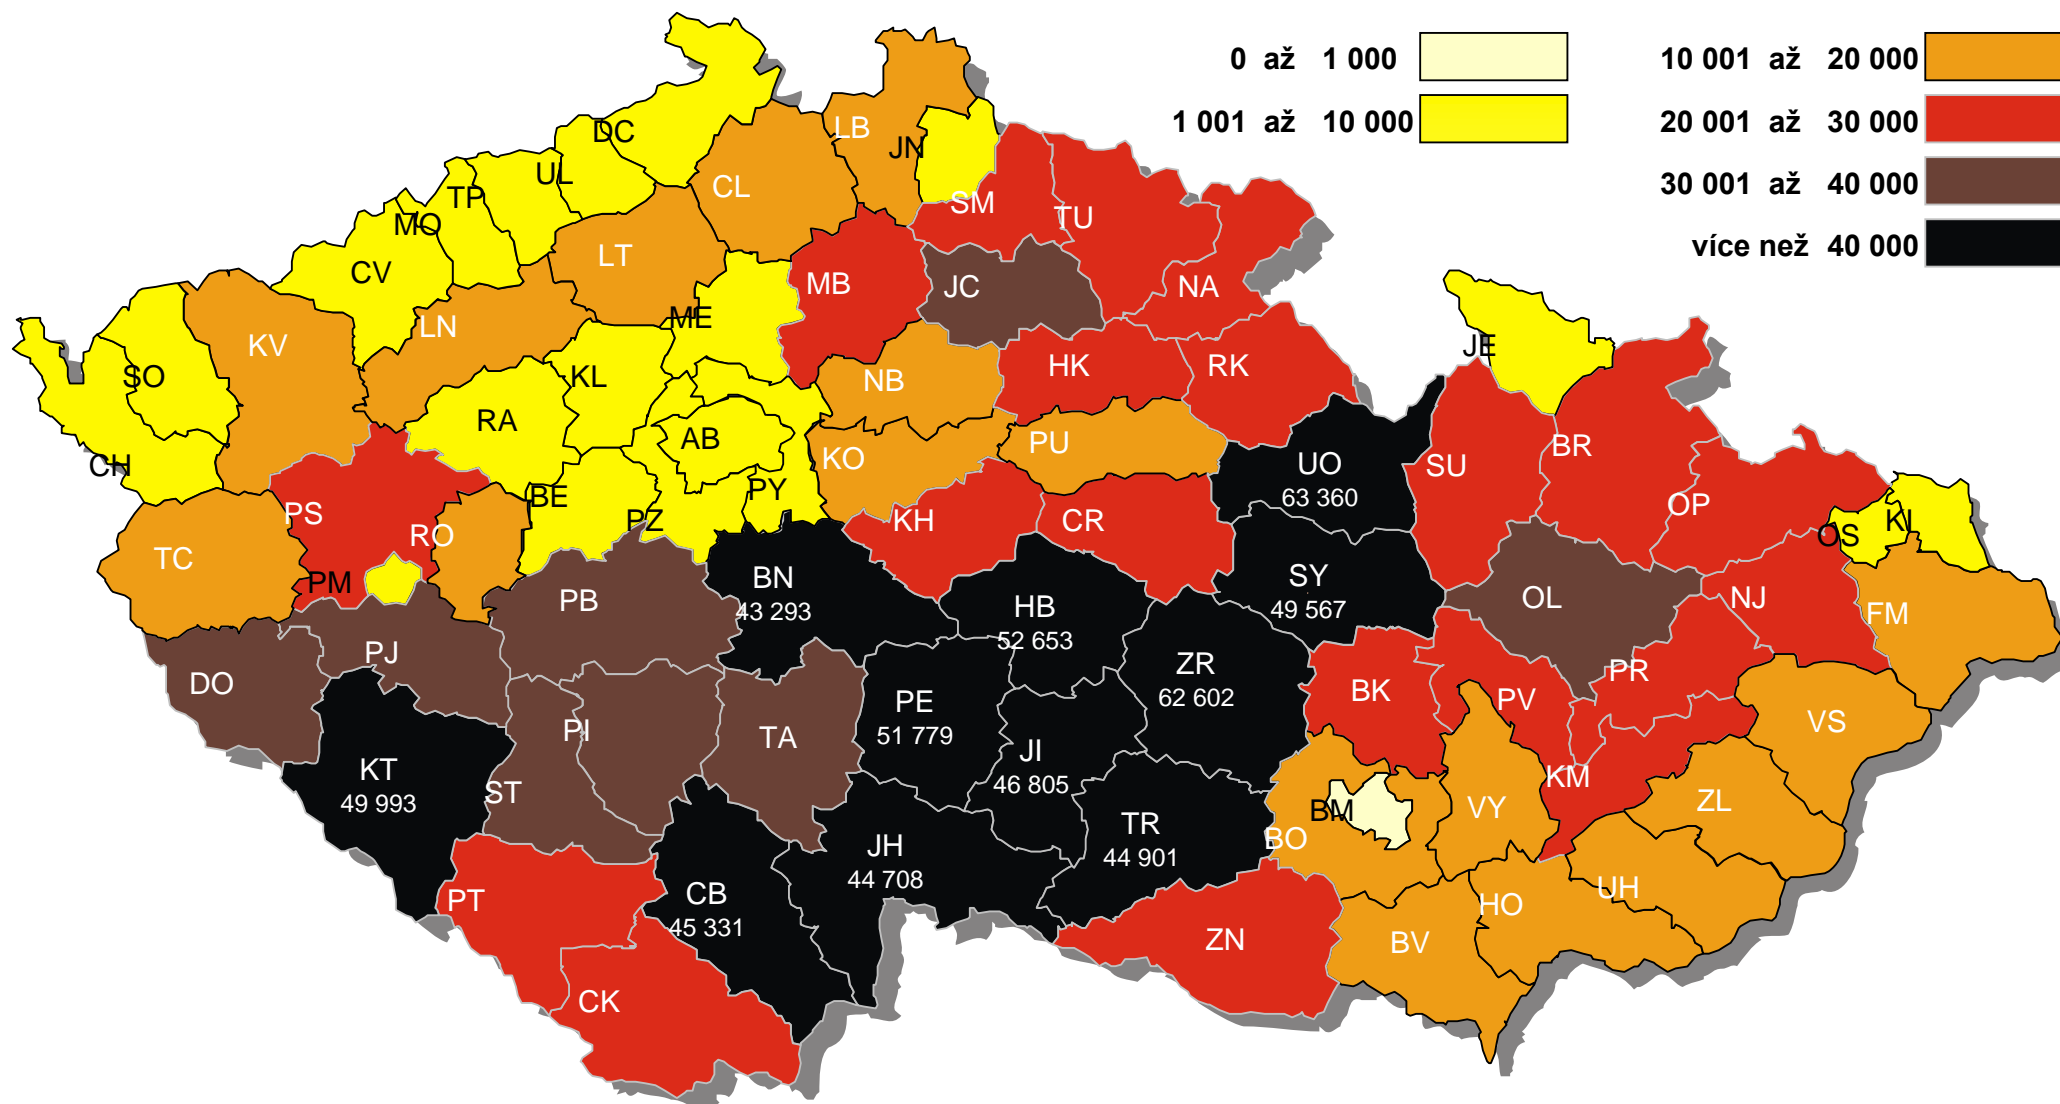 0 až 1 000
10 001 až 20 000
1 001 až 10 000
20 001 až 30 000
30 001 až 40 000
více než 40 000
DC
LB
JN
UL
TP
CL
SM
MO
TU
CV
LT
MB
JC
NA
ME
LN
KV
JE
SO
KL
NB
HK
RK
RA
AB
KO
PU
CH
BR
SU
UO
63 360
PY
BE
PS
PZ
KH
CR
OP
RO
OS
KI
TC
PM
BN
43 293
PB
HB
52 653
SY
49 567
OL
NJ
FM
PJ
DO
ZR
62 602
PR
BK
PE
51 779
PV
VS
PI
TA
JI
46 805
KT
49 993
ST
KM
VY
ZL
BM
TR
44 901
BO
JH
44 708
CB
45 331
PT
UH
HO
ZN
BV
CK